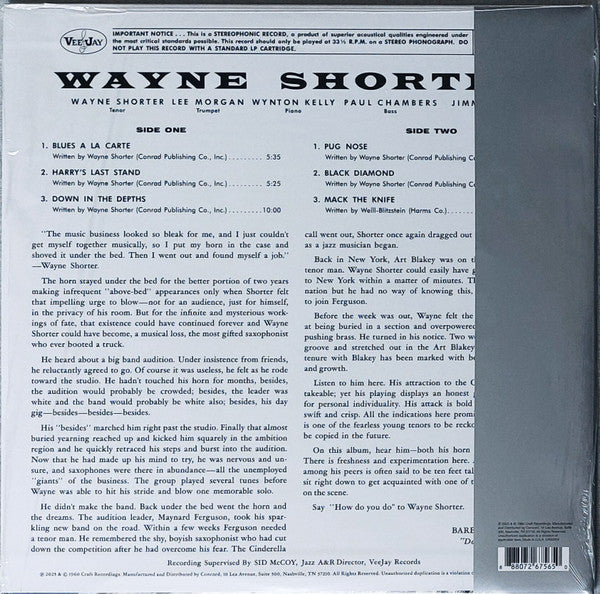 VEE JAY
IMPORTANT NOTICE . . . This is a STEREOPHONIC RECORD, a product of superior acoustical qualities engineered under
the most critical standards possible. This record should only be played at 33⅓ R.P.M. on a STEREO PHONOGRAPH. DO
NOT PLAY THIS RECORD WITH A STANDARD LP CARTRIDGE.
WAYNE SHORT
WAYNE SHORTER LEE MORGAN WYNTON KELLY PAUL CHAMBERS JIMM
Tenor Trumpet Piano Bass
SIDE ONE
1. BLUES A LA CARTE
Written by Wayne Shorter (Conrad Publishing Co., Inc.) . . . . . . . . . 5:35
2. HARRY'S LAST STAND
Written by Wayne Shorter (Conrad Publishing Co., Inc.) . . . . . . . . . 5:25
3. DOWN IN THE DEPTHS
Written by Wayne Shorter (Conrad Publishing Co., Inc.) . . . . . . . . . 10:00
SIDE TWO
1. PUG NOSE
Written by Wayne Shorter (Conrad Publishing Co
2. BLACK DIAMOND
Written by Wayne Shorter (Conrad Publishing Co
3. MACK THE KNIFE
Written by Weill-Blitzstein (Harms Co.)
"The music business looked so bleak for me, and I just couldn't
get myself together musically, so I put my horn in the case and
shoved it under the bed. Then I went out and found myself a job."
—Wayne Shorter.
The horn stayed under the bed for the better portion of two years
making infrequent "above-bed" appearances only when Shorter felt
that impelling urge to blow—not for an audience, just for himself,
in the privacy of his room. But for the infinite and mysterious work-
ings of fate, that existence could have continued forever and Wayne
Shorter could have become, a musical loss, the most gifted saxophonist
who ever booted a truck.
He heard about a big band audition. Under insistence from friends,
he reluctantly agreed to go. Of course it was useless, he felt as he rode
toward the studio. He hadn't touched his horn for months, besides,
the audition would probably be crowded; besides, the leader was
white and the band would probably be white also; besides, his day
gig—besides—besides—besides.
His "besides" marched him right past the studio. Finally that almost
buried yearning reached up and kicked him squarely in the ambition
region and he quickly retraced his steps and burst into the audition.
Now that he had made up his mind to try, he was nervous and un-
sure, and saxophones were there in abundance—all the unemployed
"giants" of the business. The group played several tunes before
Wayne was able to hit his stride and blow one memorable solo.
He didn't make the band. Back under the bed went the horn and
the dreams. The audition leader, Maynard Ferguson, took his spar-
kling new band on the road. Within a few weeks Ferguson needed
a tenor man. He remembered the shy, boyish saxophonist who had cut
down the competition after he had overcome his fear. The Cinderella
call went out, Shorter once again dragged out
as a jazz musician began.
Back in New York, Art Blakey was on t
tenor man. Wayne Shorter could easily have g
to New York within a matter of minutes. Th
nation but he had no way of knowing this,
to join Ferguson.
Before the week was out, Wayne felt the
at being buried in a section and overpowere
pushing brass. He turned in his notice. Two w
groove and stretched out in the Art Blakey
tenure with Blakey has been marked with be
and growth.
Listen to him here. His attraction to the C
takeable; yet his playing displays an honest
for personal individuality. His attack is bold
swift and crisp. All the indications here prom
is one of the fearless young tenors to be recko
be copied in the future.
On this album, hear him—both his horn
There is freshness and experimentation here.
among his peers is often said to be ten feet tal
sit right down to get acquainted with one of t
on the scene.
Say "How do you do" to Wayne Shorter.
BARB
"Do
Recording Supervised by SID McCOY, Jazz A&R Director, VeeJay Records
Ⓟ 2023 & © 1960 Craft Recordings. Manufactured and Distributed by Concord, 10 Lea Avenue, Suite 300, Nashville, TN 37210. All Rights Reserved. Unauthorized duplication is a violatio
8 88072 67565 0